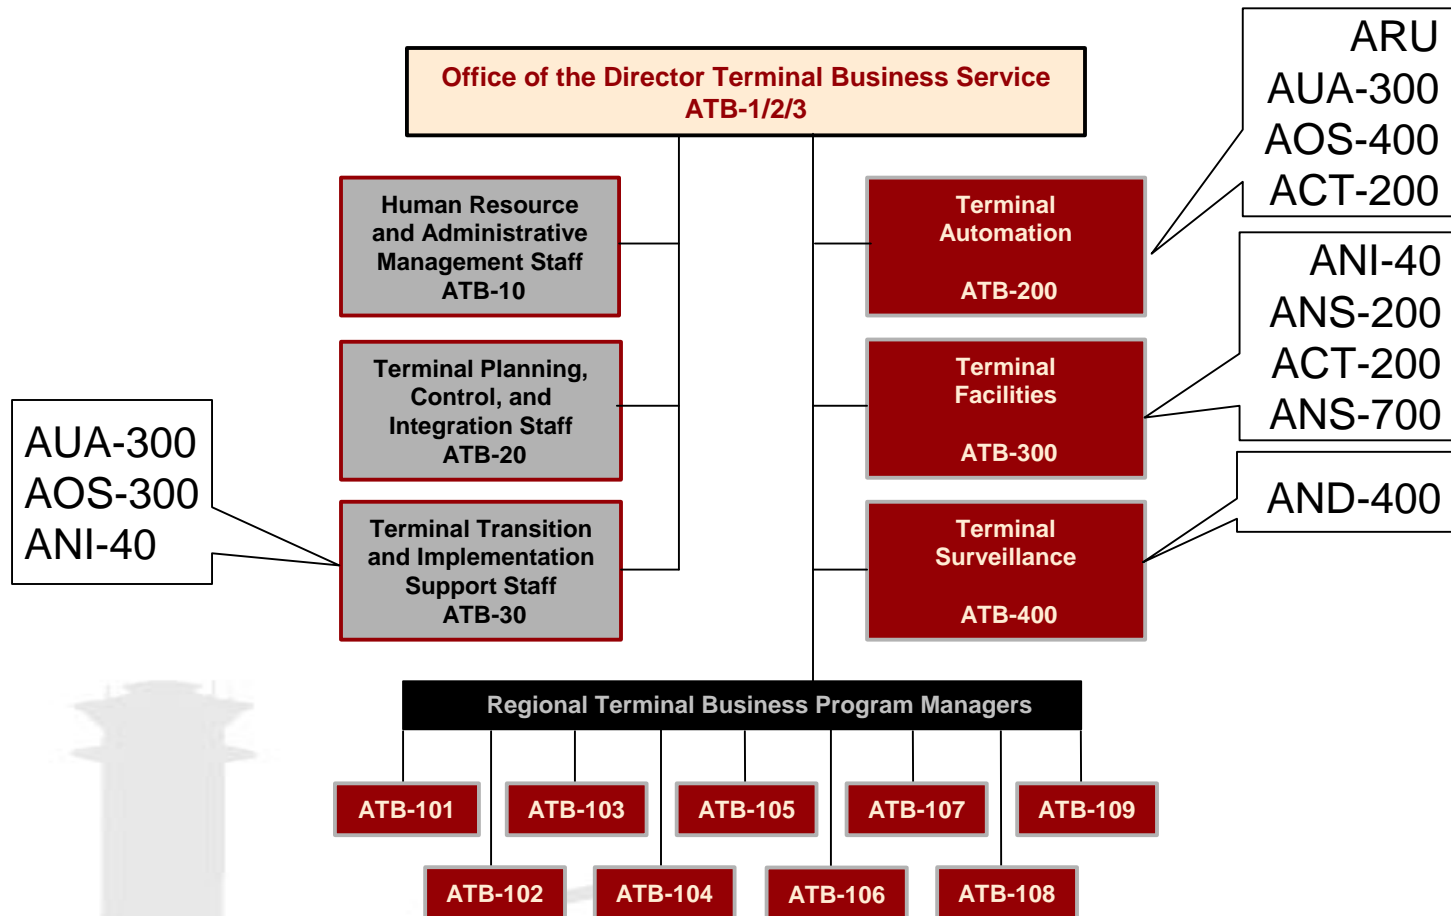 Office of the Director Terminal Business Service
ATB-1/2/3
Human Resource
and Administrative
Management Staff
ATB-10
Terminal Planning,
Control, and
Integration Staff
ATB-20
Terminal Transition
and Implementation
Support Staff
ATB-30
AUA-300
AOS-300
ANI-40
Terminal
Automation
ATB-200
Terminal
Facilities
ATB-300
Terminal
Surveillance
ATB-400
ARU
AUA-300
AOS-400
ACT-200
ANI-40
ANS-200
ACT-200
ANS-700
AND-400
Regional Terminal Business Program Managers
ATB-101
ATB-103
ATB-105
ATB-107
ATB-109
ATB-102
ATB-104
ATB-106
ATB-108